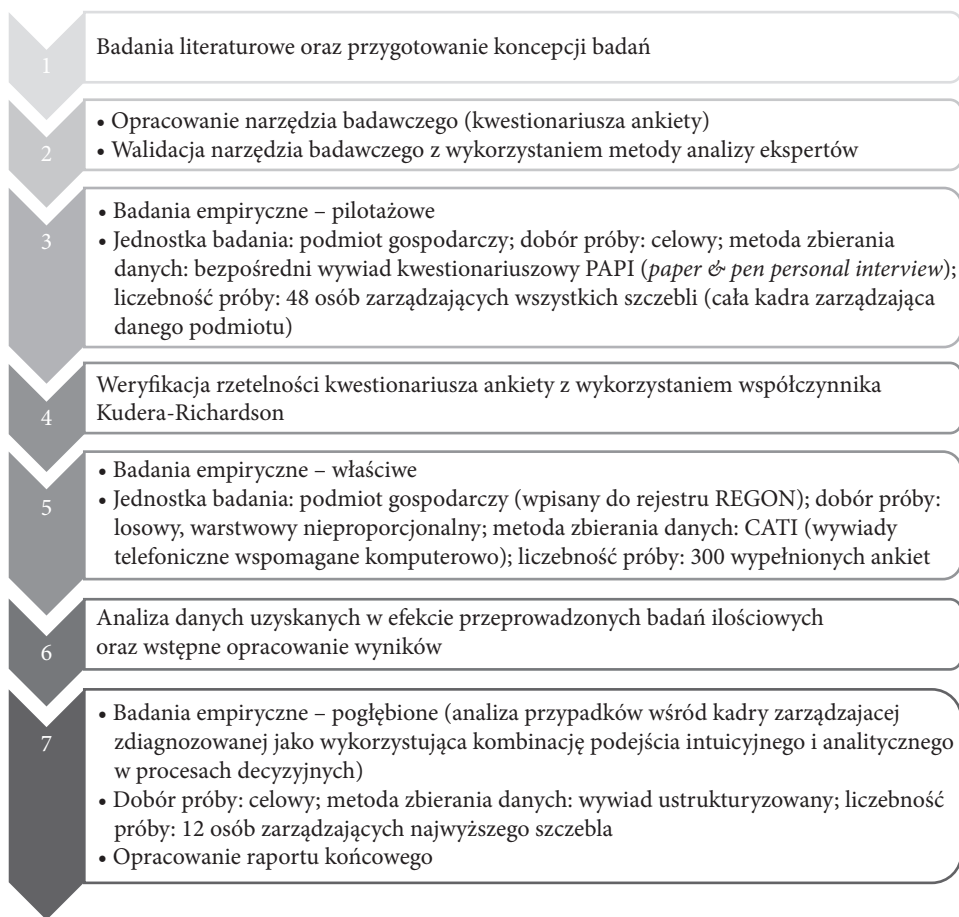 1
Badania literaturowe oraz przygotowanie koncepcji badań
2
• Opracowanie narzędzia badawczego (kwestionariusza ankiety)
• Walidacja narzędzia badawczego z wykorzystaniem metody analizy ekspertów
3
• Badania empiryczne – pilotażowe
• Jednostka badania: podmiot gospodarczy; dobór próby: celowy; metoda zbierania
danych: bezpośredni wywiad kwestionariuszowy PAPI (paper & pen personal interview);
liczebność próby: 48 osób zarządzających wszystkich szczebli (cała kadra zarządzająca
danego podmiotu)
4
Weryfikacja rzetelności kwestionariusza ankiety z wykorzystaniem współczynnika
Kudera-Richardson
5
• Badania empiryczne – właściwe
• Jednostka badania: podmiot gospodarczy (wpisany do rejestru REGON); dobór próby:
losowy, warstwowy nieproporcjonalny; metoda zbierania danych: CATI (wywiady
telefoniczne wspomagane komputerowo); liczebność próby: 300 wypełnionych ankiet
6
Analiza danych uzyskanych w efekcie przeprowadzonych badań ilościowych
oraz wstępne opracowanie wyników
7
• Badania empiryczne – pogłębione (analiza przypadków wśród kadry zarządzajacej
zdiagnozowanej jako wykorzystująca kombinację podejścia intuicyjnego i analitycznego
w procesach decyzyjnych)
• Dobór próby: celowy; metoda zbierania danych: wywiad ustrukturyzowany; liczebność
próby: 12 osób zarządzających najwyższego szczebla
• Opracowanie raportu końcowego